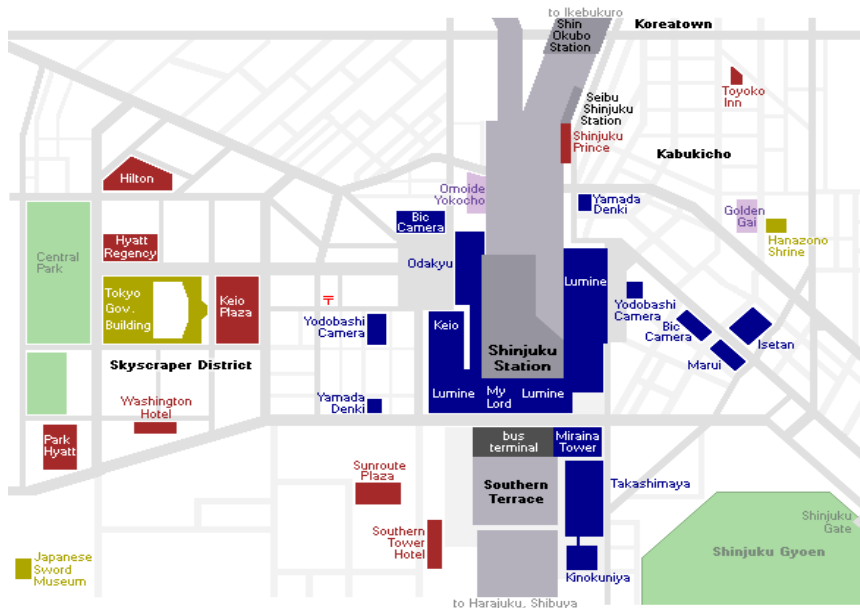 to Ikebukuro
Shin
Okubo
Station
Koreatown
Seibu
Shinjuku
Station
Toyoko
Inn
Shinjuku
Prince
Kabukicho
Hilton
Omoide
Yokocho
Yamada
Denki
Golden
Gai
Bic
Camera
Hanazono
Shrine
Central
Park
Hyatt
Regency
Odakyu
Lumine
Tokyo
Gov.
Building
Keio
Plaza
〒
Yodobashi
Camera
Keio
Yodobashi
Camera
Bic
Camera
Isetan
Shinjuku
Station
Marui
Skyscraper District
Washington
Hotel
Yamada
Denki
Lumine
My
Lord
Lumine
Park
Hyatt
bus
terminal
Miraina
Tower
Sunroute
Plaza
Southern
Terrace
Takashimaya
Shinjuku
Gate
Southern
Tower
Hotel
Shinjuku Gyoen
Japanese
Sword
Museum
Kinokuniya
to Harajuku, Shibuya